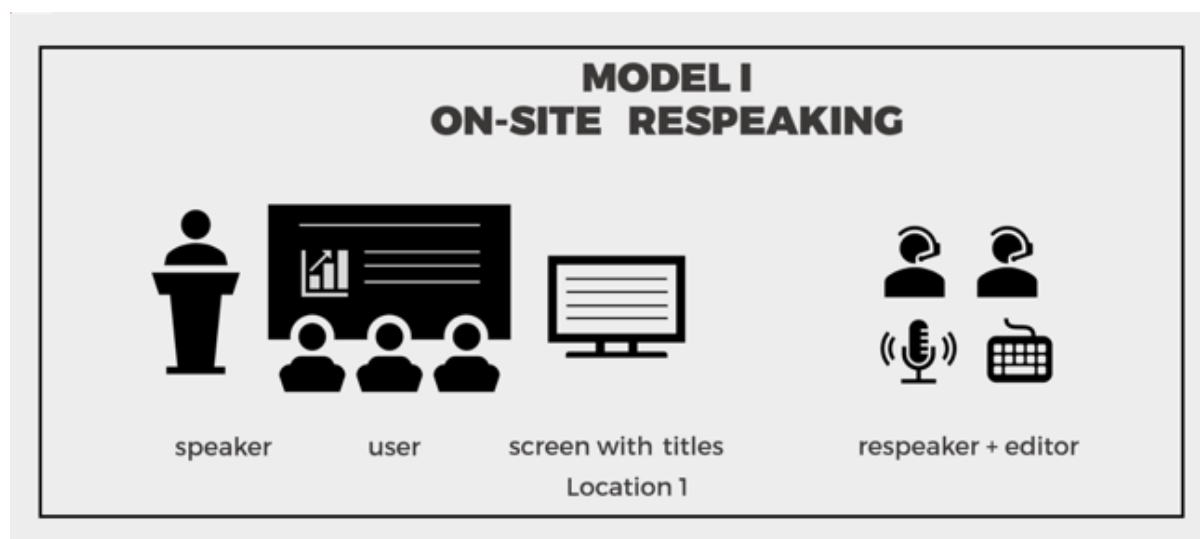 MODEL I
ON-SITE RESPEAKING
speaker user screen with titles respeaker + editor
Location 1